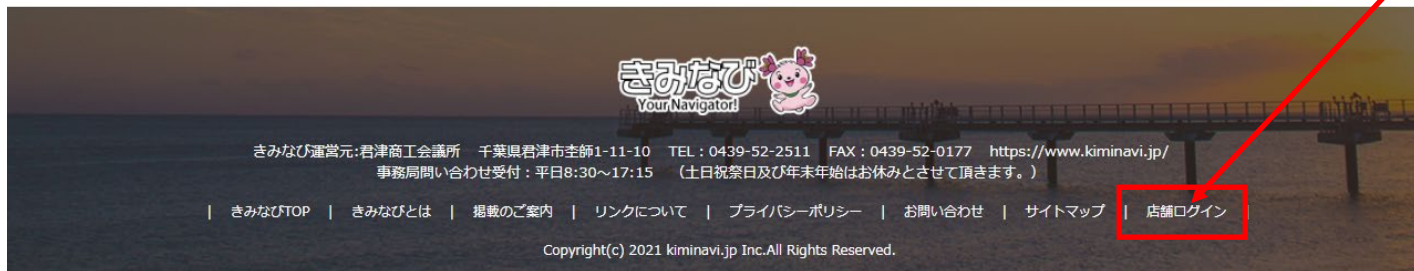 きみなび
Your Navigator!
きみなび運営元:君津商工会議所　千葉県君津市杢師1-11-10　TEL：0439-52-2511　FAX：0439-52-0177　https://www.kiminavi.jp/
事務局問い合わせ受付：平日8:30～17:15　（土日祝祭日及び年末年始はお休みとさせて頂きます。）
|　きみなびTOP　|　きみなびとは　|　掲載のご案内　|　リンクについて　|　プライバシーポリシー　|　お問い合わせ　|　サイトマップ　|　店舗ログイン　|
Copyright(c) 2021 kiminavi.jp Inc.All Rights Reserved.